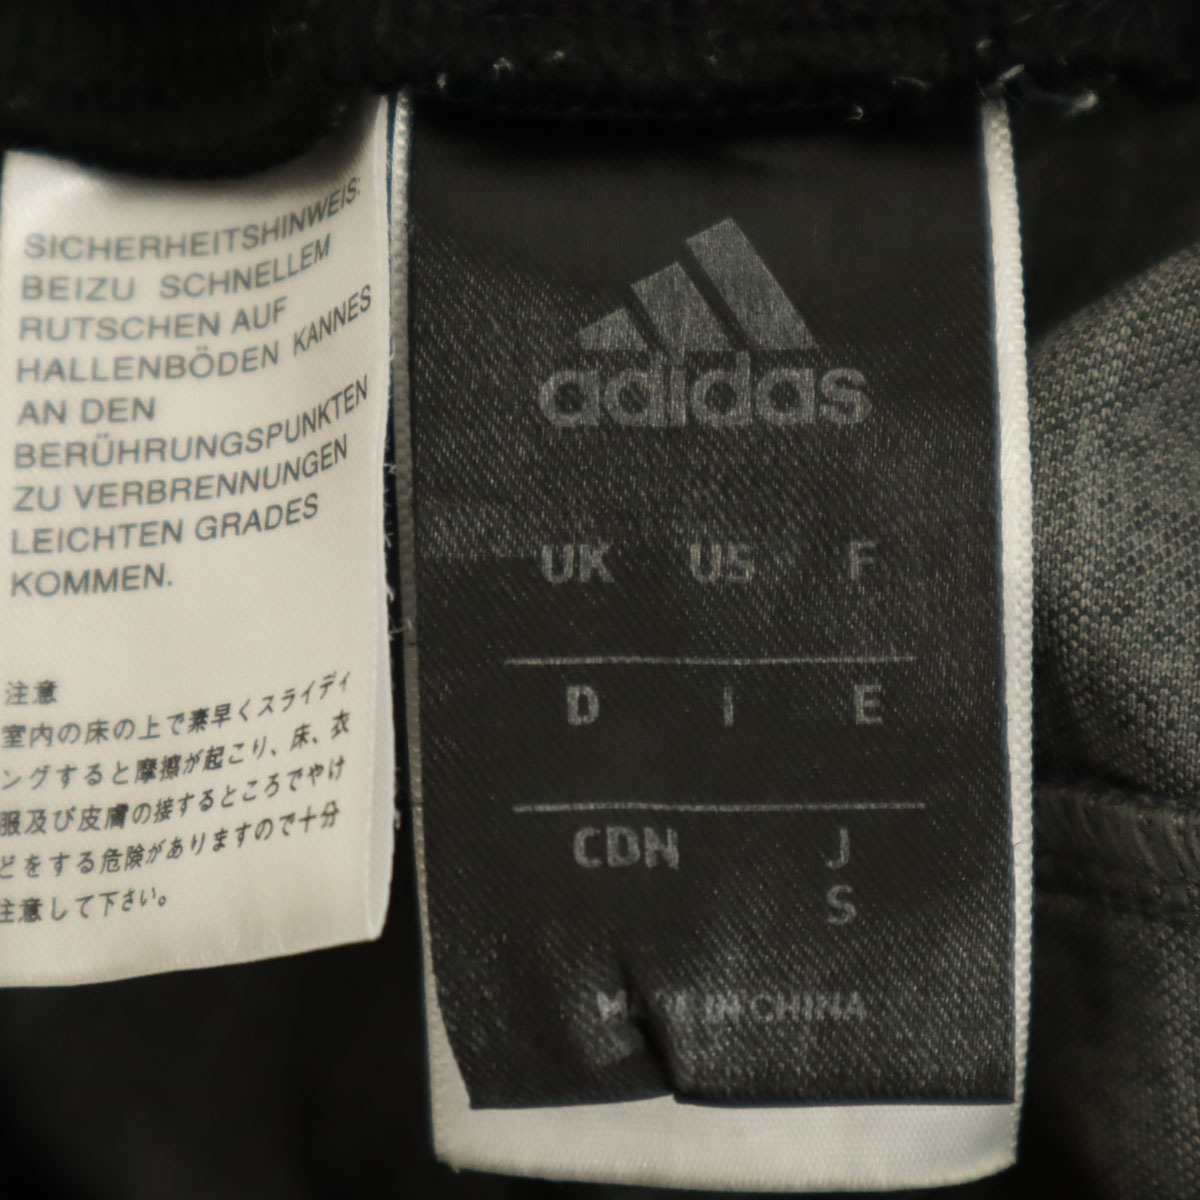 SICHERHEITSHINWEIS:
BEIZU SCHNELLEM
RUTSCHEN AUF
HALLENBÖDEN KANNES
AN DEN
BERÜHRUNGSPUNKTEN
ZU VERBRENNUNGEN
LEICHTEN GRADES
KOMMEN.
注意
室内の床の上で素早くスライディ
ングすると摩擦が起こり、床、衣
服及び皮膚の接するところでやけ
どをする危険がありますので十分
注意して下さい。
adidas
UK US F
D I E
CDN J
S
MADE IN CHINA